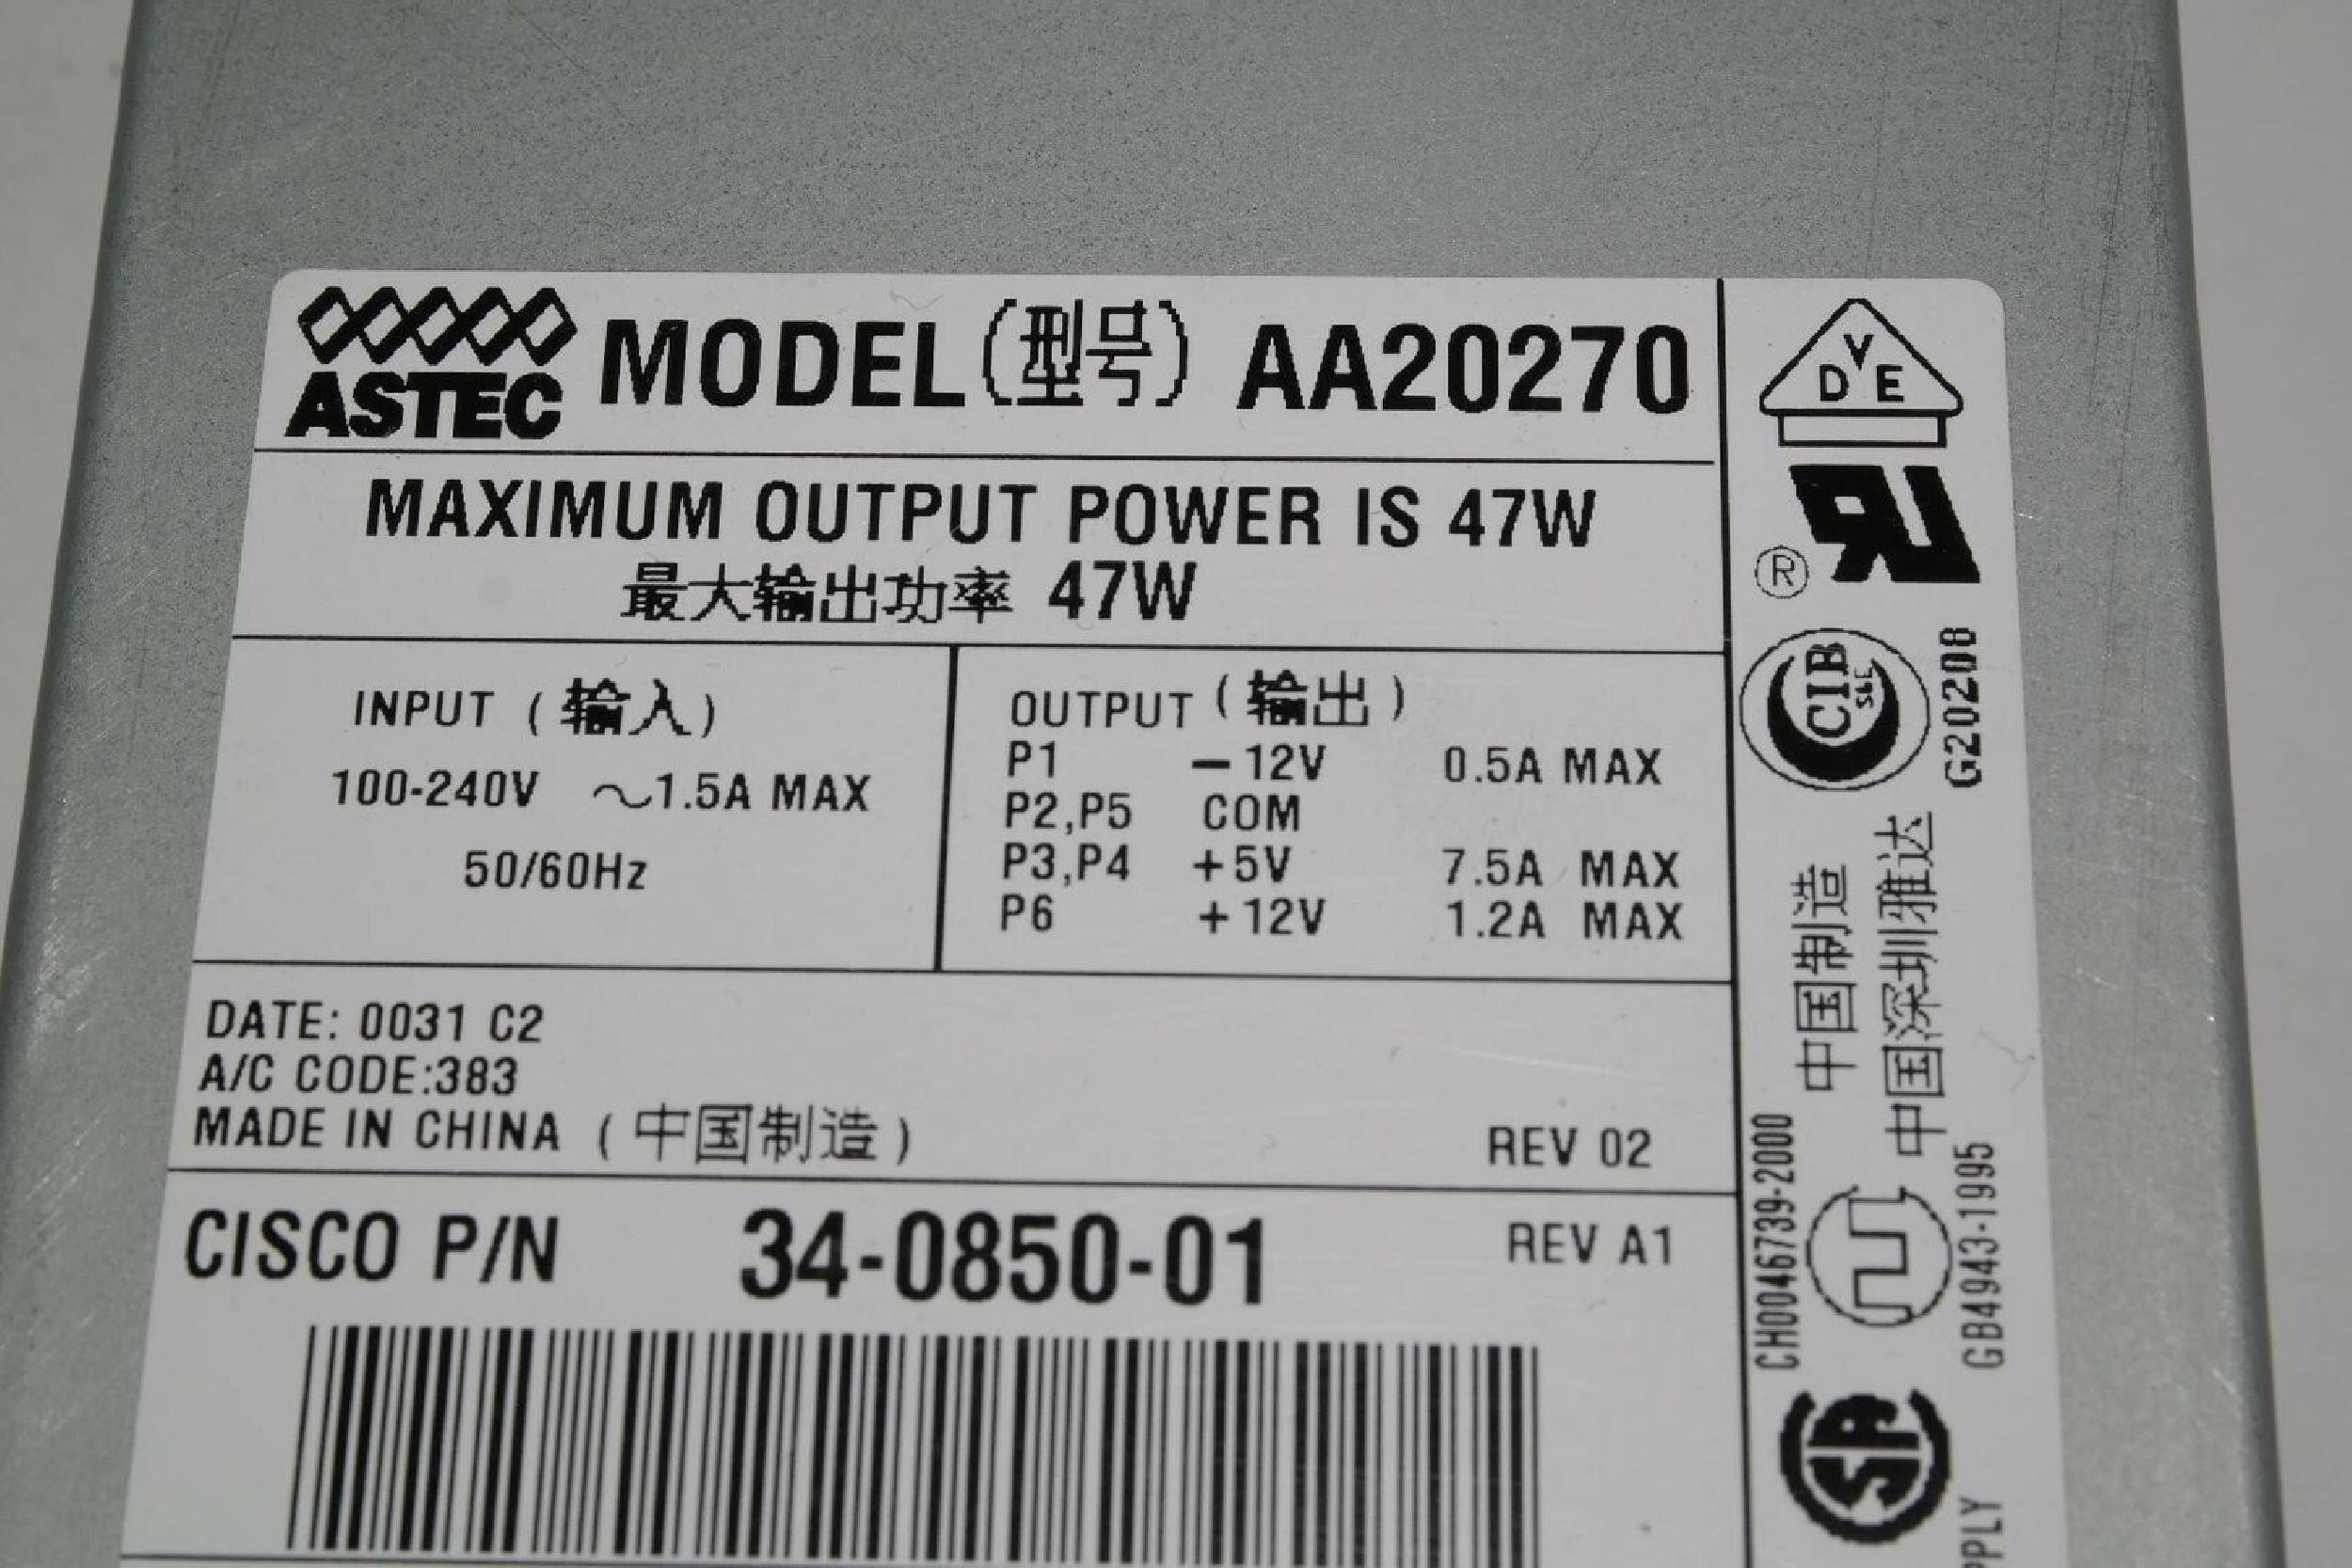 ASTEC MODEL(型号) AA20270
MAXIMUM OUTPUT POWER IS 47W
最大输出功率 47W
INPUT (输入)
100-240V ～1.5A MAX
50/60Hz
OUTPUT (输出)
P1 -12V 0.5A MAX
P2,P5 COM
P3,P4 +5V 7.5A MAX
P6 +12V 1.2A MAX
DATE: 0031 C2
A/C CODE:383
MADE IN CHINA (中国制造)
REV 02
CISCO P/N 34-0850-01 REV A1
VDE
RU
®
CIB
S&E
G20208
中国制造
中国深圳雅达
CH0046739-2000
GB4943-1995
SA
PPLY